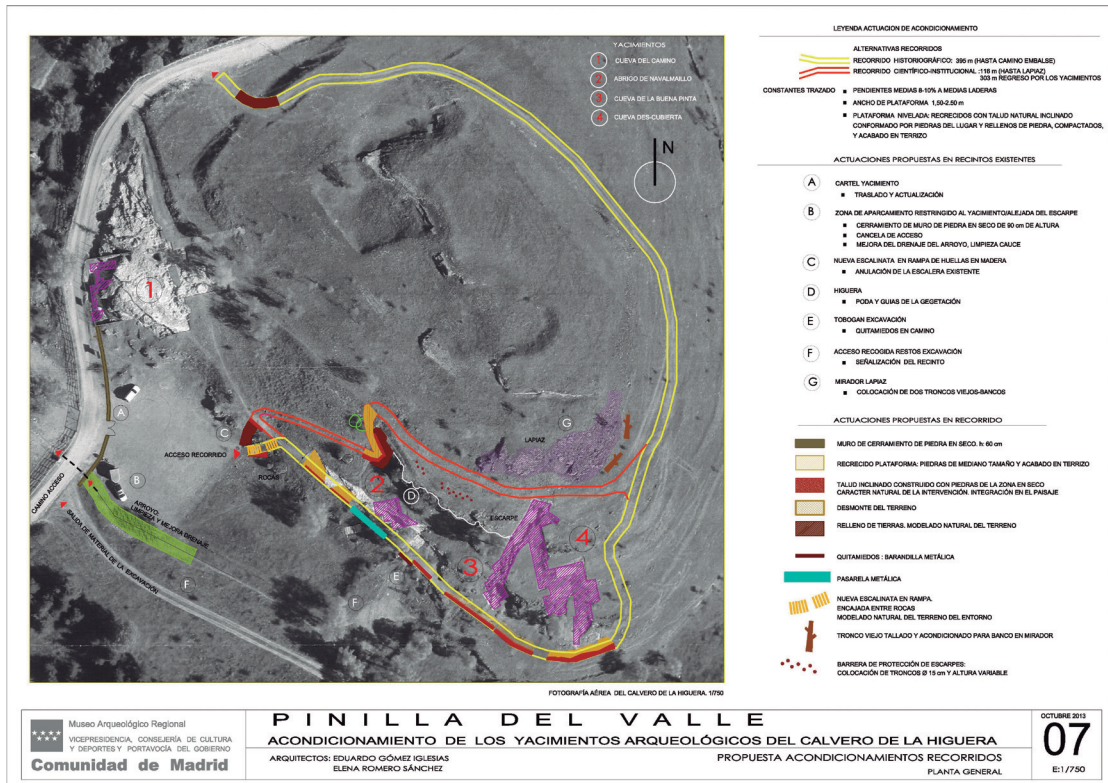 YACIMIENTOS
1 CUEVA DEL CAMINO
2 ABRIGO DE NAVALMAILLO
3 CUEVA DE LA BUENA PINTA
4 CUEVA DES-CUBIERTA
N
1
A
C
ACCESO RECORRIDO
ROCAS
B
CAMINO ACCESO
ARROYO:
LIMPIEZA Y MEJORA DRENAJE
SALIDA DE MATERIAL DE LA EXCAVACIÓN
F
2
D
ESCARPE
LAPIAZ
G
3
4
E
F
FOTOGRAFÍA AÉREA DEL CALVERO DE LA HIGUERA. 1/750
LEYENDA ACTUACION DE ACONDICIONAMIENTO
ALTERNATIVAS RECORRIDOS
RECORRIDO HISTORIOGRÁFICO: 395 m (HASTA CAMINO EMBALSE)
RECORRIDO CIENTÍFICO-INSTITUCIONAL :116 m (HASTA LAPIAZ)
303 m REGRESO POR LOS YACIMIENTOS
CONSTANTES TRAZADO ■ PENDIENTES MEDIAS 8-10% A MEDIAS LADERAS
■ ANCHO DE PLATAFORMA 1,50-2.50 m
■ PLATAFORMA NIVELADA: RECRECIDOS CON TALUD NATURAL INCLINADO
CONFORMADO POR PIEDRAS DEL LUGAR Y RELLENOS DE PIEDRA, COMPACTADOS,
Y ACABADO EN TERRIZO
ACTUACIONES PROPUESTAS EN RECINTOS EXISTENTES
A CARTEL YACIMIENTO
■ TRASLADO Y ACTUALIZACIÓN
B ZONA DE APARCAMIENTO RESTRINGIDO AL YACIMIENTO/ALEJADA DEL ESCARPE
■ CERRAMIENTO DE MURO DE PIEDRA EN SECO DE 90 cm DE ALTURA
■ CANCELA DE ACCESO
■ MEJORA DEL DRENAJE DEL ARROYO, LIMPIEZA CAUCE
C NUEVA ESCALINATA EN RAMPA DE HUELLAS EN MADERA
■ ANULACIÓN DE LA ESCALERA EXISTENTE
D HIGUERA
■ PODA Y GUIAS DE LA GEGETACIÓN
E TOBOGAN EXCAVACIÓN
■ QUITAMIEDOS EN CAMINO
F ACCESO RECOGIDA RESTOS EXCAVACIÓN
■ SEÑALIZACIÓN DEL RECINTO
G MIRADOR LAPIAZ
■ COLOCACIÓN DE DOS TRONCOS VIEJOS-BANCOS
ACTUACIONES PROPUESTAS EN RECORRIDO
MURO DE CERRAMIENTO DE PIEDRA EN SECO. h: 60 cm
RECRECIDO PLATAFORMA: PIEDRAS DE MEDIANO TAMAÑO Y ACABADO EN TERRIZO
TALUD INCLINADO CONSTRUIDO CON PIEDRAS DE LA ZONA EN SECO
CARACTER NATURAL DE LA INTERVENCIÓN. INTEGRACIÓN EN EL PAISAJE
DESMONTE DEL TERRENO
RELLENO DE TIERRAS. MODELADO NATURAL DEL TERRENO
QUITAMIEDOS : BARANDILLA METÁLICA
PASARELA METÁLICA
NUEVA ESCALINATA EN RAMPA.
ENCAJADA ENTRE ROCAS
MODELADO NATURAL DEL TERRENO DEL ENTORNO
TRONCO VIEJO TALLADO Y ACONDICIONADO PARA BANCO EN MIRADOR
BARRERA DE PROTECCIÓN DE ESCARPES:
COLOCACIÓN DE TRONCOS Ø 15 cm Y ALTURA VARIABLE
Museo Arqueológico Regional
VICEPRESIDENCIA, CONSEJERÍA DE CULTURA
Y DEPORTES Y PORTAVOCÍA DEL GOBIERNO
Comunidad de Madrid
PINILLA DEL VALLE
ACONDICIONAMIENTO DE LOS YACIMIENTOS ARQUEOLÓGICOS DEL CALVERO DE LA HIGUERA
ARQUITECTOS: EDUARDO GÓMEZ IGLESIAS
ELENA ROMERO SÁNCHEZ
PROPUESTA ACONDICIONAMIENTOS RECORRIDOS
PLANTA GENERAL
OCTUBRE 2013
07
E:1/750